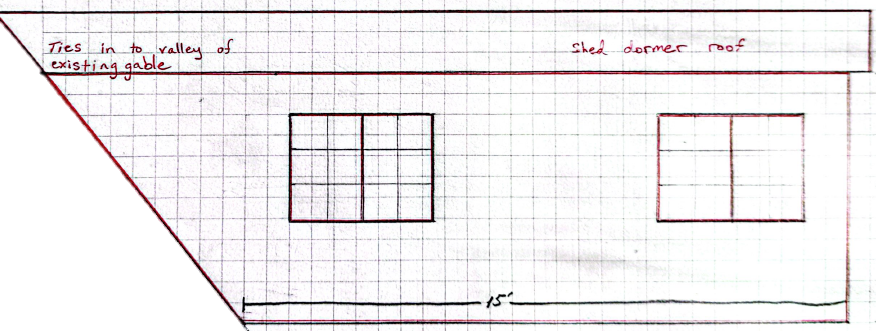 Ties in to valley of
existing gable
Shed dormer roof
15'